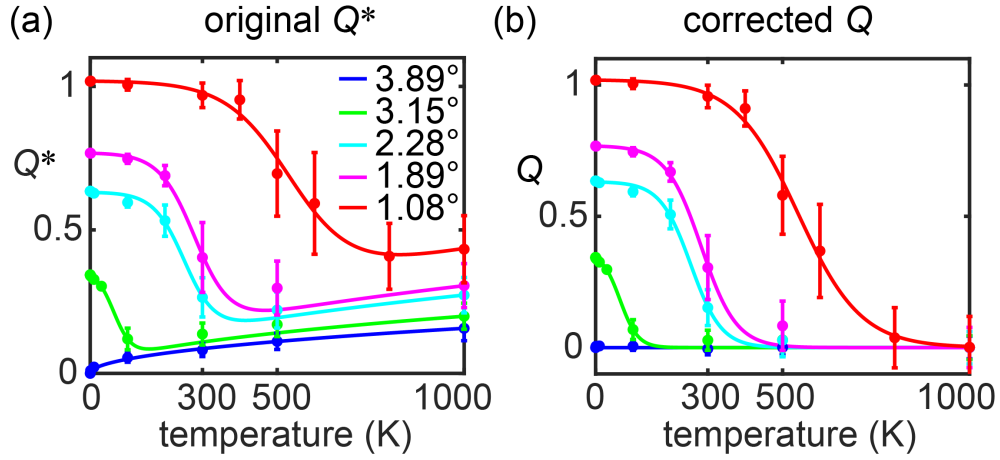 (a) original Q* (b) corrected Q
1 3.89° 1
3.15°
2.28°
Q* 1.89° Q
1.08°
0.5 0.5
0 0
0 300 500 1000 0 300 500 1000
temperature (K) temperature (K)